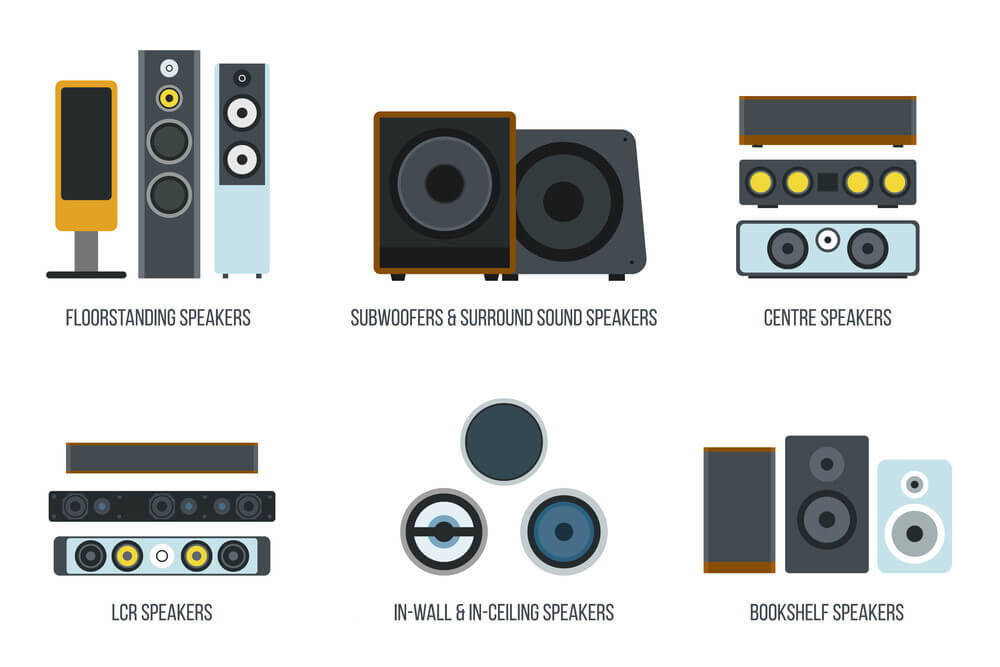 FLOORSTANDING SPEAKERS
SUBWOOFERS & SURROUND SOUND SPEAKERS
CENTRE SPEAKERS
LCR SPEAKERS
IN-WALL & IN-CEILING SPEAKERS
BOOKSHELF SPEAKERS